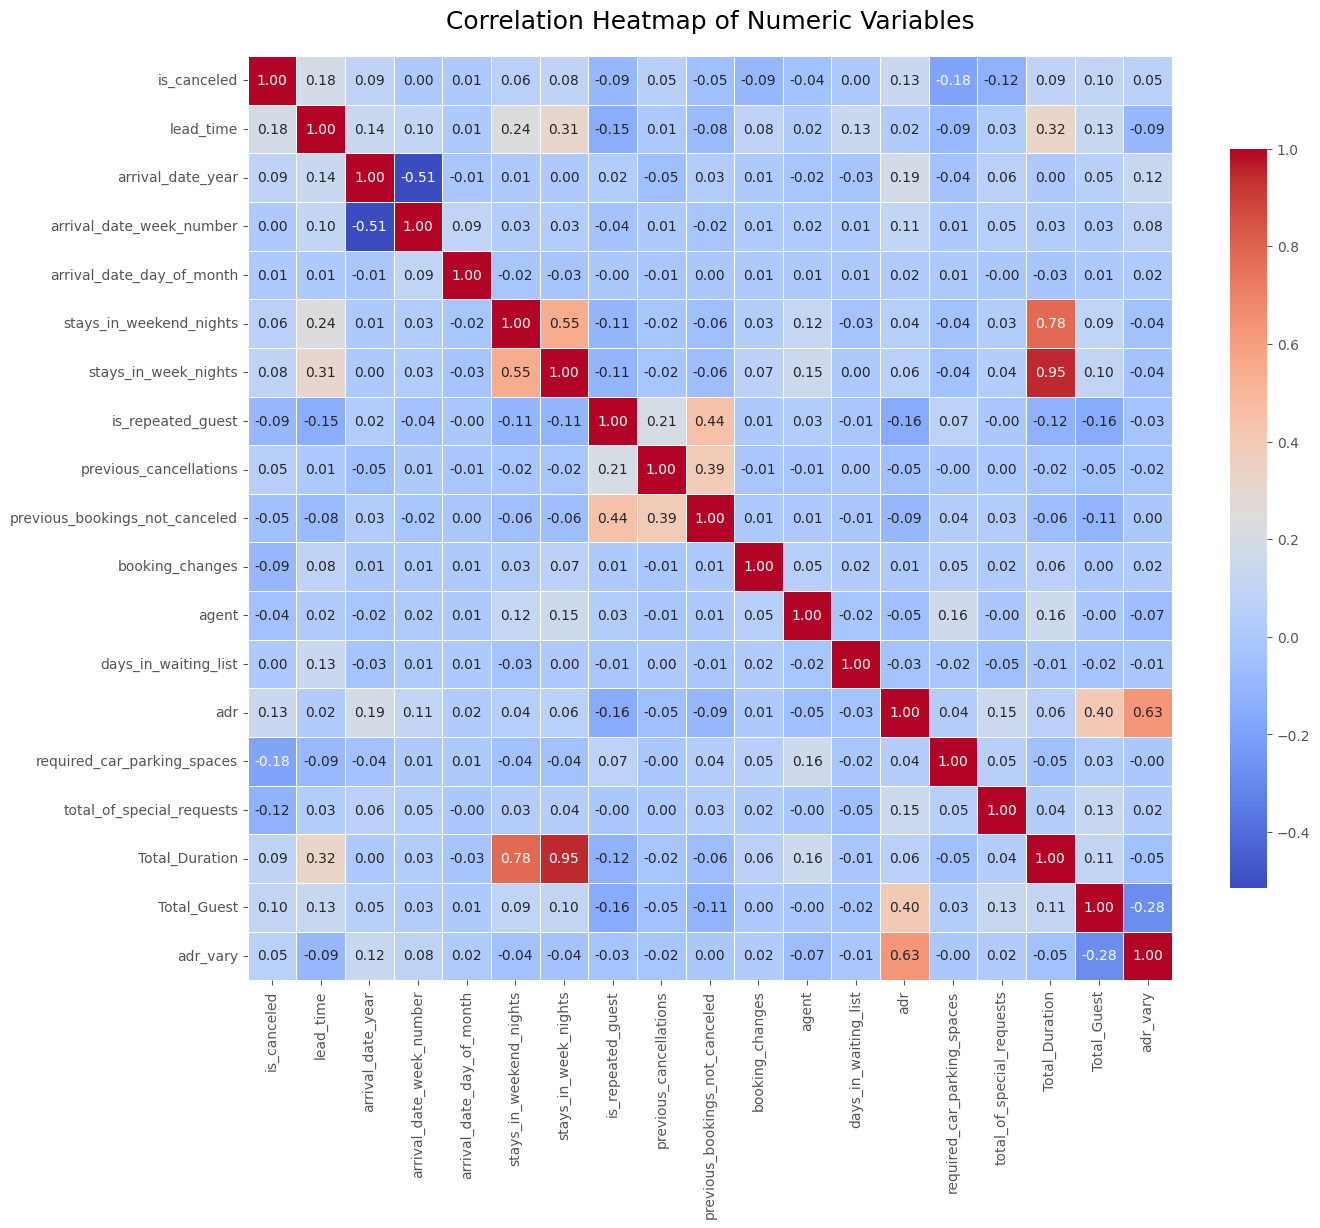 Correlation Heatmap of Numeric Variables
is_canceled 1.00 0.18 0.09 0.00 0.01 0.06 0.08 -0.09 0.05 -0.05 -0.09 -0.04 0.00 0.13 -0.18 -0.12 0.09 0.10 0.05
lead_time 0.18 1.00 0.14 0.10 0.01 0.24 0.31 -0.15 0.01 -0.08 0.08 0.02 0.13 0.02 -0.09 0.03 0.32 0.13 -0.09
arrival_date_year 0.09 0.14 1.00 -0.51 -0.01 0.01 0.00 0.02 -0.05 0.03 0.01 -0.02 -0.03 0.19 -0.04 0.06 0.00 0.05 0.12
arrival_date_week_number 0.00 0.10 -0.51 1.00 0.09 0.03 0.03 -0.04 0.01 -0.02 0.01 0.02 0.01 0.11 0.01 0.05 0.03 0.03 0.08
arrival_date_day_of_month 0.01 0.01 -0.01 0.09 1.00 -0.02 -0.03 -0.00 -0.01 0.00 0.01 0.01 0.01 0.02 0.01 -0.00 -0.03 0.01 0.02
stays_in_weekend_nights 0.06 0.24 0.01 0.03 -0.02 1.00 0.55 -0.11 -0.02 -0.06 0.03 0.12 -0.03 0.04 -0.04 0.03 0.78 0.09 -0.04
stays_in_week_nights 0.08 0.31 0.00 0.03 -0.03 0.55 1.00 -0.11 -0.02 -0.06 0.07 0.15 0.00 0.06 -0.04 0.04 0.95 0.10 -0.04
is_repeated_guest -0.09 -0.15 0.02 -0.04 -0.00 -0.11 -0.11 1.00 0.21 0.44 0.01 0.03 -0.01 -0.16 0.07 -0.00 -0.12 -0.16 -0.03
previous_cancellations 0.05 0.01 -0.05 0.01 -0.01 -0.02 -0.02 0.21 1.00 0.39 -0.01 -0.01 0.00 -0.05 -0.00 0.00 -0.02 -0.05 -0.02
previous_bookings_not_canceled -0.05 -0.08 0.03 -0.02 0.00 -0.06 -0.06 0.44 0.39 1.00 0.01 0.01 -0.01 -0.09 0.04 0.03 -0.06 -0.11 0.00
booking_changes -0.09 0.08 0.01 0.01 0.01 0.03 0.07 0.01 -0.01 0.01 1.00 0.05 0.02 0.01 0.05 0.02 0.06 0.00 0.02
agent -0.04 0.02 -0.02 0.02 0.01 0.12 0.15 0.03 -0.01 0.01 0.05 1.00 -0.02 -0.05 0.16 -0.00 0.16 -0.00 -0.07
days_in_waiting_list 0.00 0.13 -0.03 0.01 0.01 -0.03 0.00 -0.01 0.00 -0.01 0.02 -0.02 1.00 -0.03 -0.02 -0.05 -0.01 -0.02 -0.01
adr 0.13 0.02 0.19 0.11 0.02 0.04 0.06 -0.16 -0.05 -0.09 0.01 -0.05 -0.03 1.00 0.04 0.15 0.06 0.40 0.63
required_car_parking_spaces -0.18 -0.09 -0.04 0.01 0.01 -0.04 -0.04 0.07 -0.00 0.04 0.05 0.16 -0.02 0.04 1.00 0.05 -0.05 0.03 -0.00
total_of_special_requests -0.12 0.03 0.06 0.05 -0.00 0.03 0.04 -0.00 0.00 0.03 0.02 -0.00 -0.05 0.15 0.05 1.00 0.04 0.13 0.02
Total_Duration 0.09 0.32 0.00 0.03 -0.03 0.78 0.95 -0.12 -0.02 -0.06 0.06 0.16 -0.01 0.06 -0.05 0.04 1.00 0.11 -0.05
Total_Guest 0.10 0.13 0.05 0.03 0.01 0.09 0.10 -0.16 -0.05 -0.11 0.00 -0.00 -0.02 0.40 0.03 0.13 0.11 1.00 -0.28
adr_vary 0.05 -0.09 0.12 0.08 0.02 -0.04 -0.04 -0.03 -0.02 0.00 0.02 -0.07 -0.01 0.63 -0.00 0.02 -0.05 -0.28 1.00
is_canceled
lead_time
arrival_date_year
arrival_date_week_number
arrival_date_day_of_month
stays_in_weekend_nights
stays_in_week_nights
is_repeated_guest
previous_cancellations
previous_bookings_not_canceled
booking_changes
agent
days_in_waiting_list
adr
required_car_parking_spaces
total_of_special_requests
Total_Duration
Total_Guest
adr_vary
1.0
0.8
0.6
0.4
0.2
0.0
−0.2
−0.4